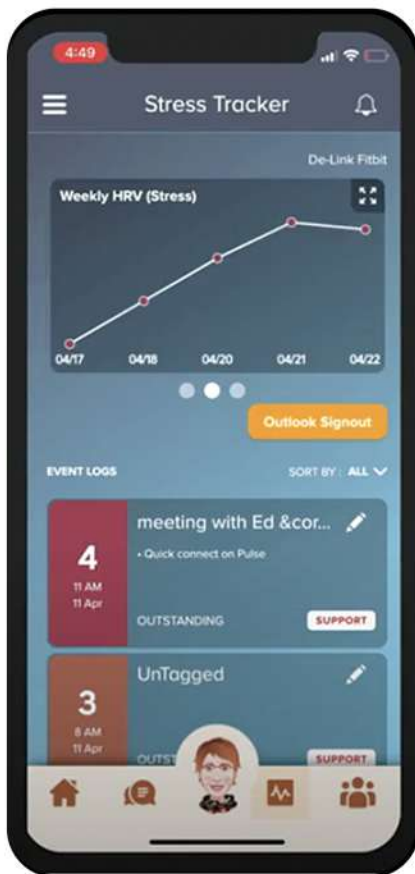 4:49
Stress Tracker
De-Link Fitbit
Weekly HRV (Stress)
04/17 04/18 04/20 04/21 04/22
Outlook Signout
EVENT LOGS SORT BY : ALL
meeting with Ed &cor...
4
• Quick connect on Pulse
11 AM
11 Apr
OUTSTANDING SUPPORT
UnTagged
3
8 AM
11 Apr
OUTST SUPPORT